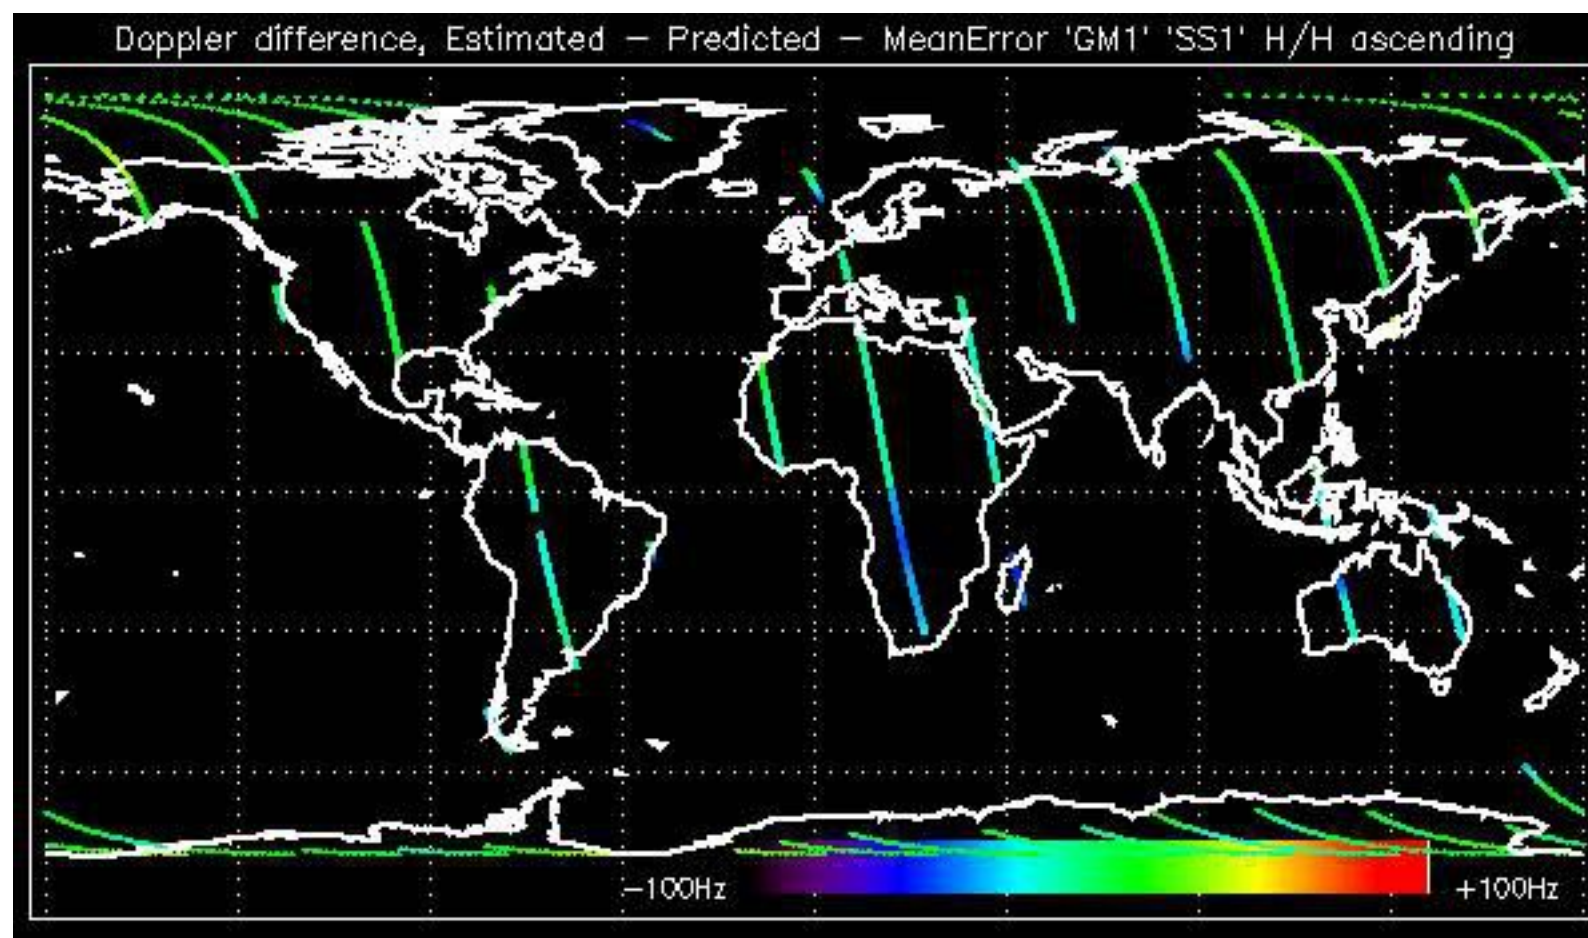 Doppler difference, Estimated – Predicted – MeanError 'GM1' 'SS1' H/H ascending
-100Hz +100Hz